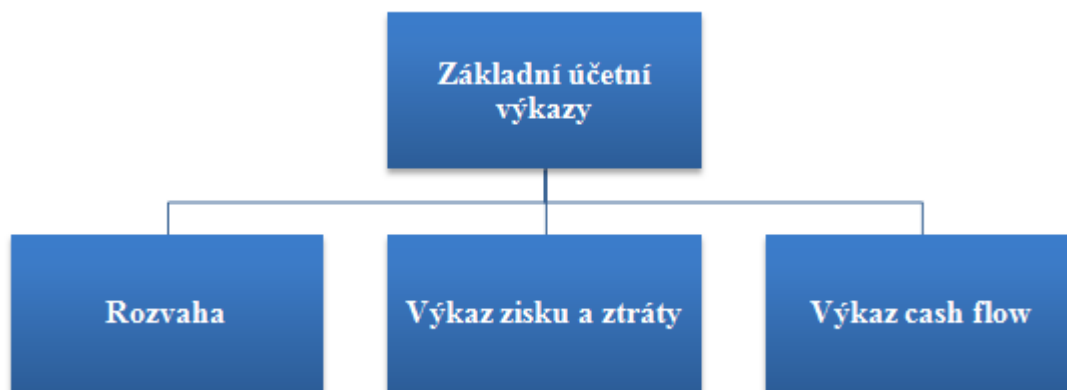 Základní účetní
výkazy
Rozvaha
Výkaz zisku a ztráty
Výkaz cash flow